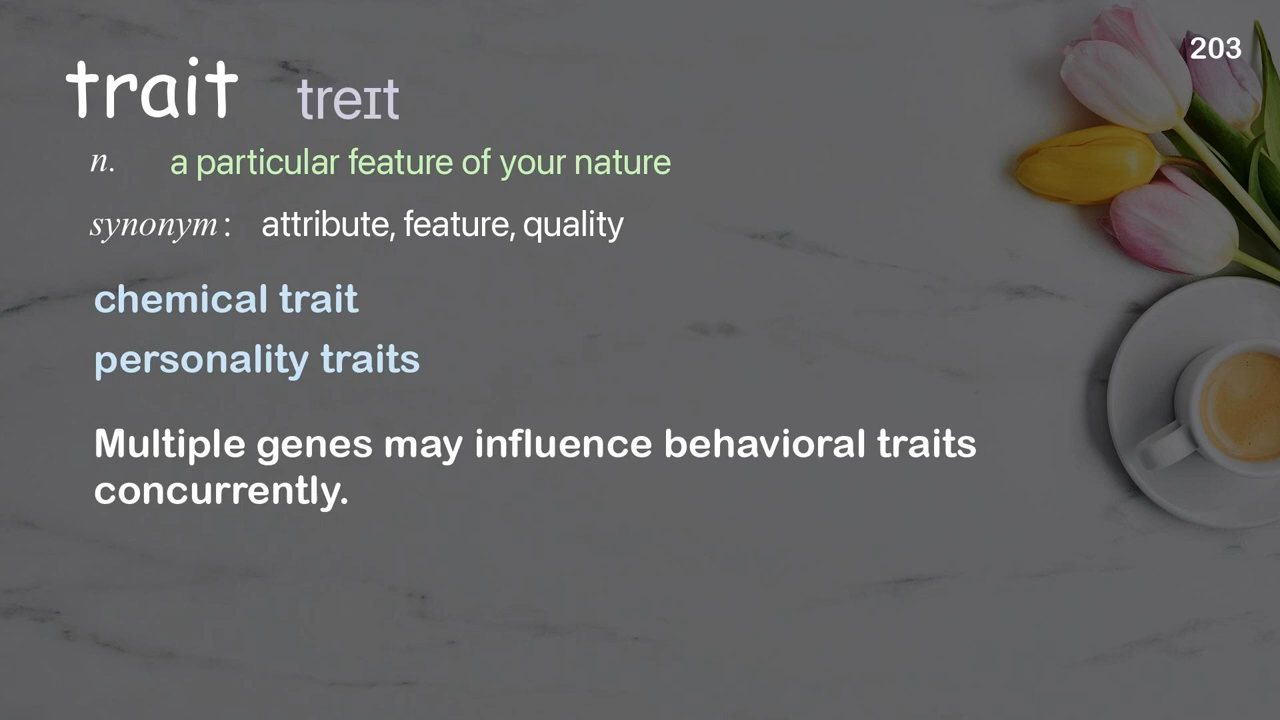 203
trait treɪt
n. a particular feature of your nature
synonym: attribute, feature, quality
chemical trait
personality traits
Multiple genes may influence behavioral traits
concurrently.